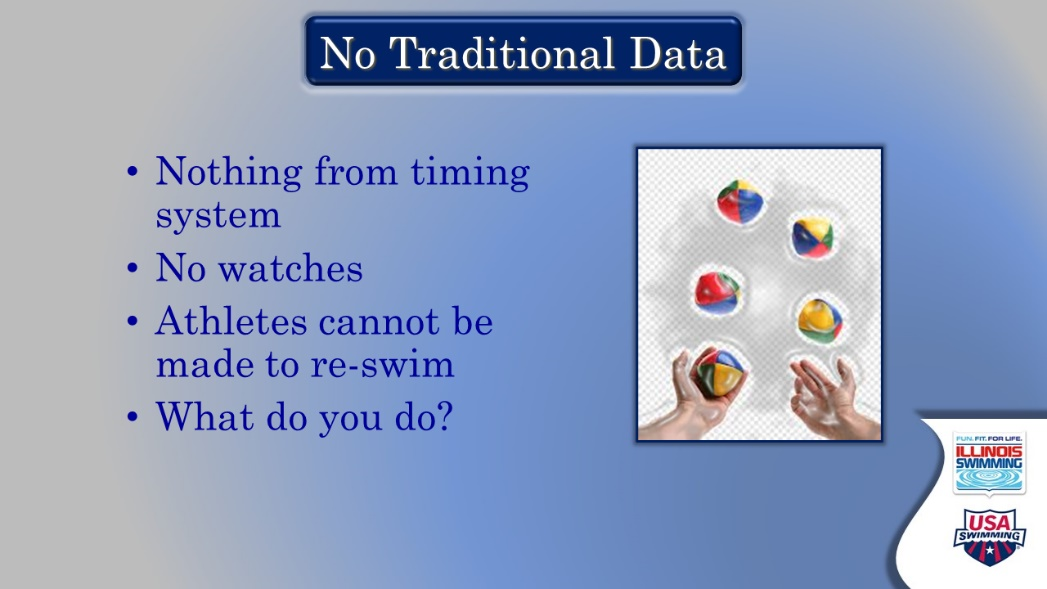 No Traditional Data
• Nothing from timing
system
• No watches
• Athletes cannot be
made to re-swim
• What do you do?
FUN. FIT. FOR LIFE.
ILLINOIS
SWIMMING
USA
SWIMMING